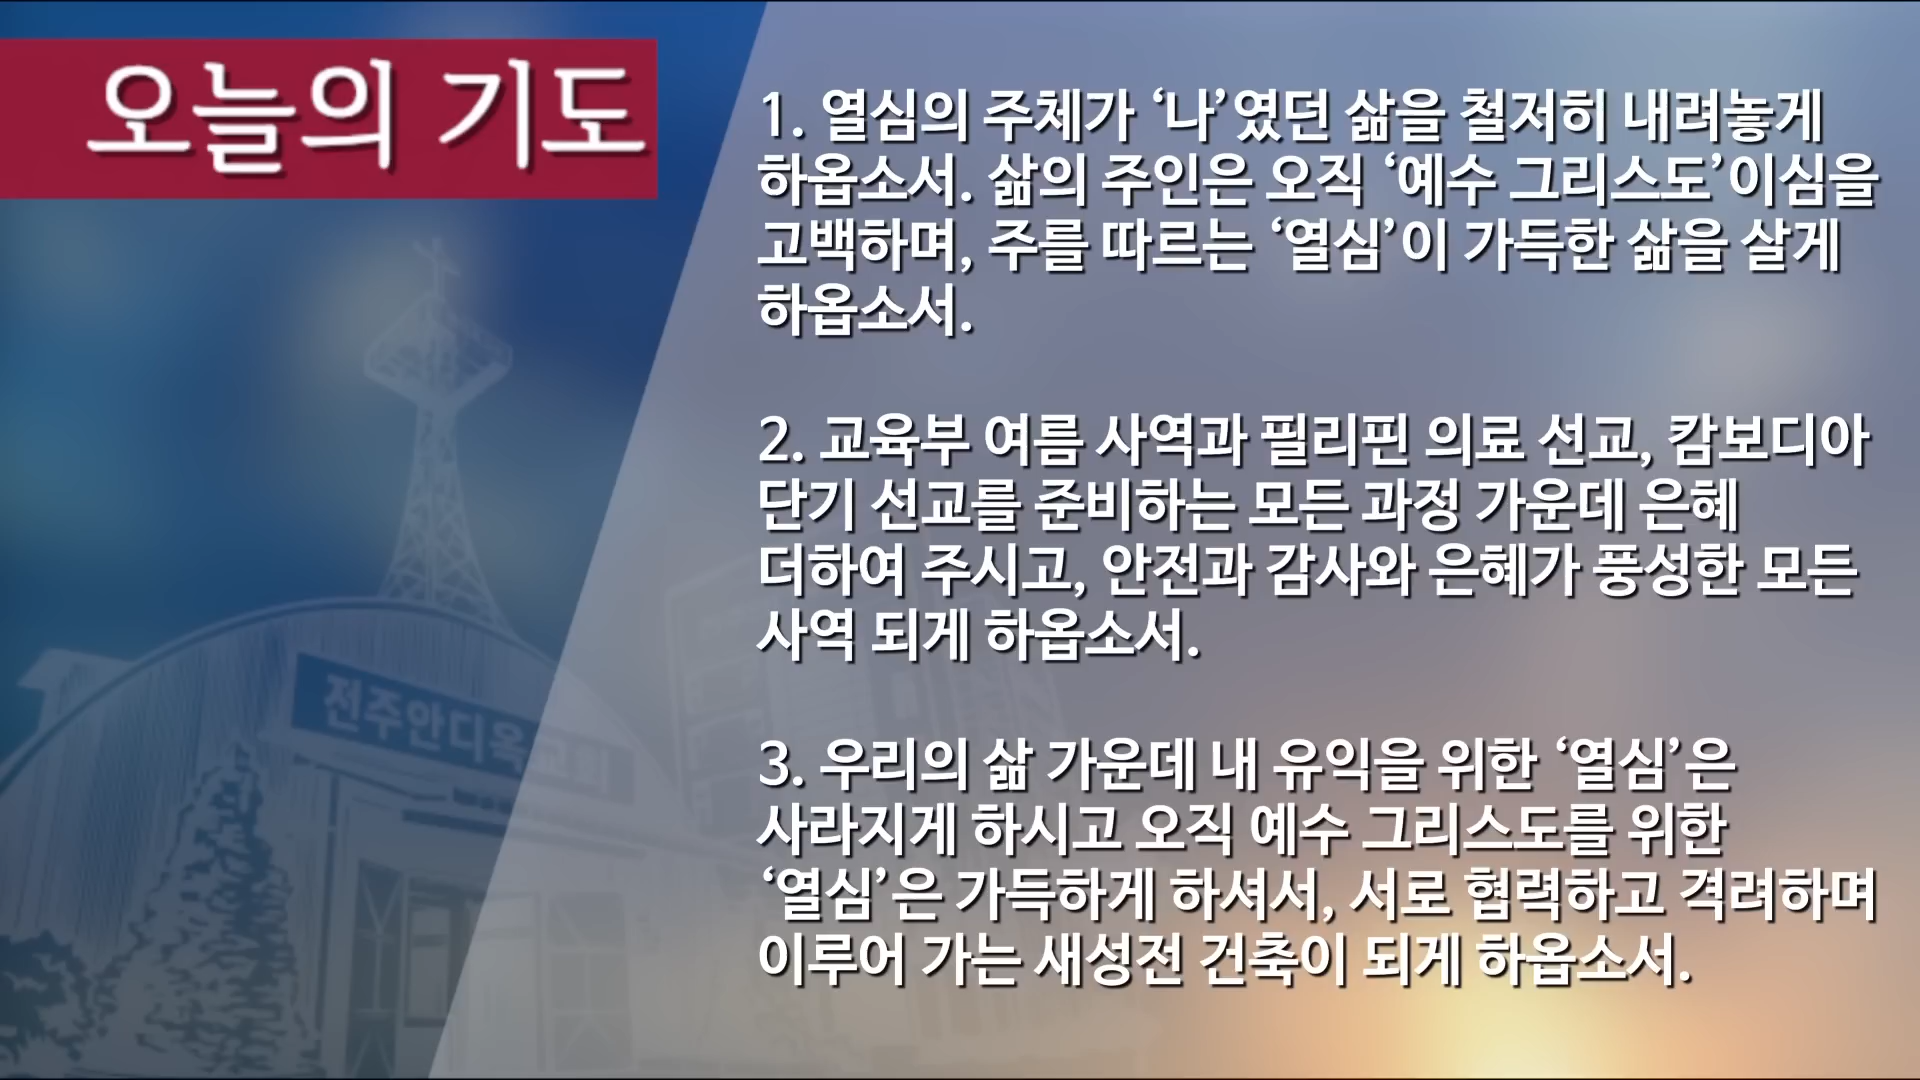 오늘의 기도
1. 열심의 주체가 ‘나’였던 삶을 철저히 내려놓게
하옵소서. 삶의 주인은 오직 ‘예수 그리스도’이심을
고백하며, 주를 따르는 ‘열심’이 가득한 삶을 살게
하옵소서.
2. 교육부 여름 사역과 필리핀 의료 선교, 캄보디아
단기 선교를 준비하는 모든 과정 가운데 은혜
더하여 주시고, 안전과 감사와 은혜가 풍성한 모든
사역 되게 하옵소서.
3. 우리의 삶 가운데 내 유익을 위한 ‘열심’은
사라지게 하시고 오직 예수 그리스도를 위한
‘열심’은 가득하게 하셔서, 서로 협력하고 격려하며
이루어 가는 새성전 건축이 되게 하옵소서.
전주안디옥교회